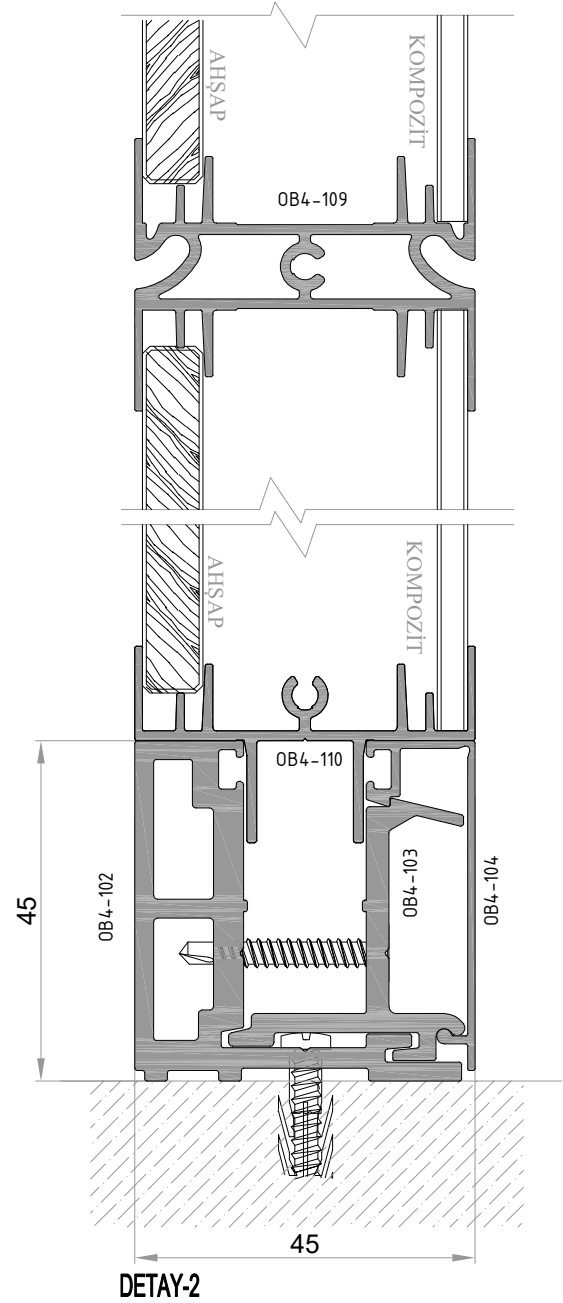 AHŞAP
KOMPOZİT
OB4-109
AHŞAP
KOMPOZİT
OB4-110
45
OB4-102
OB4-103
OB4-104
45
DETAY-2